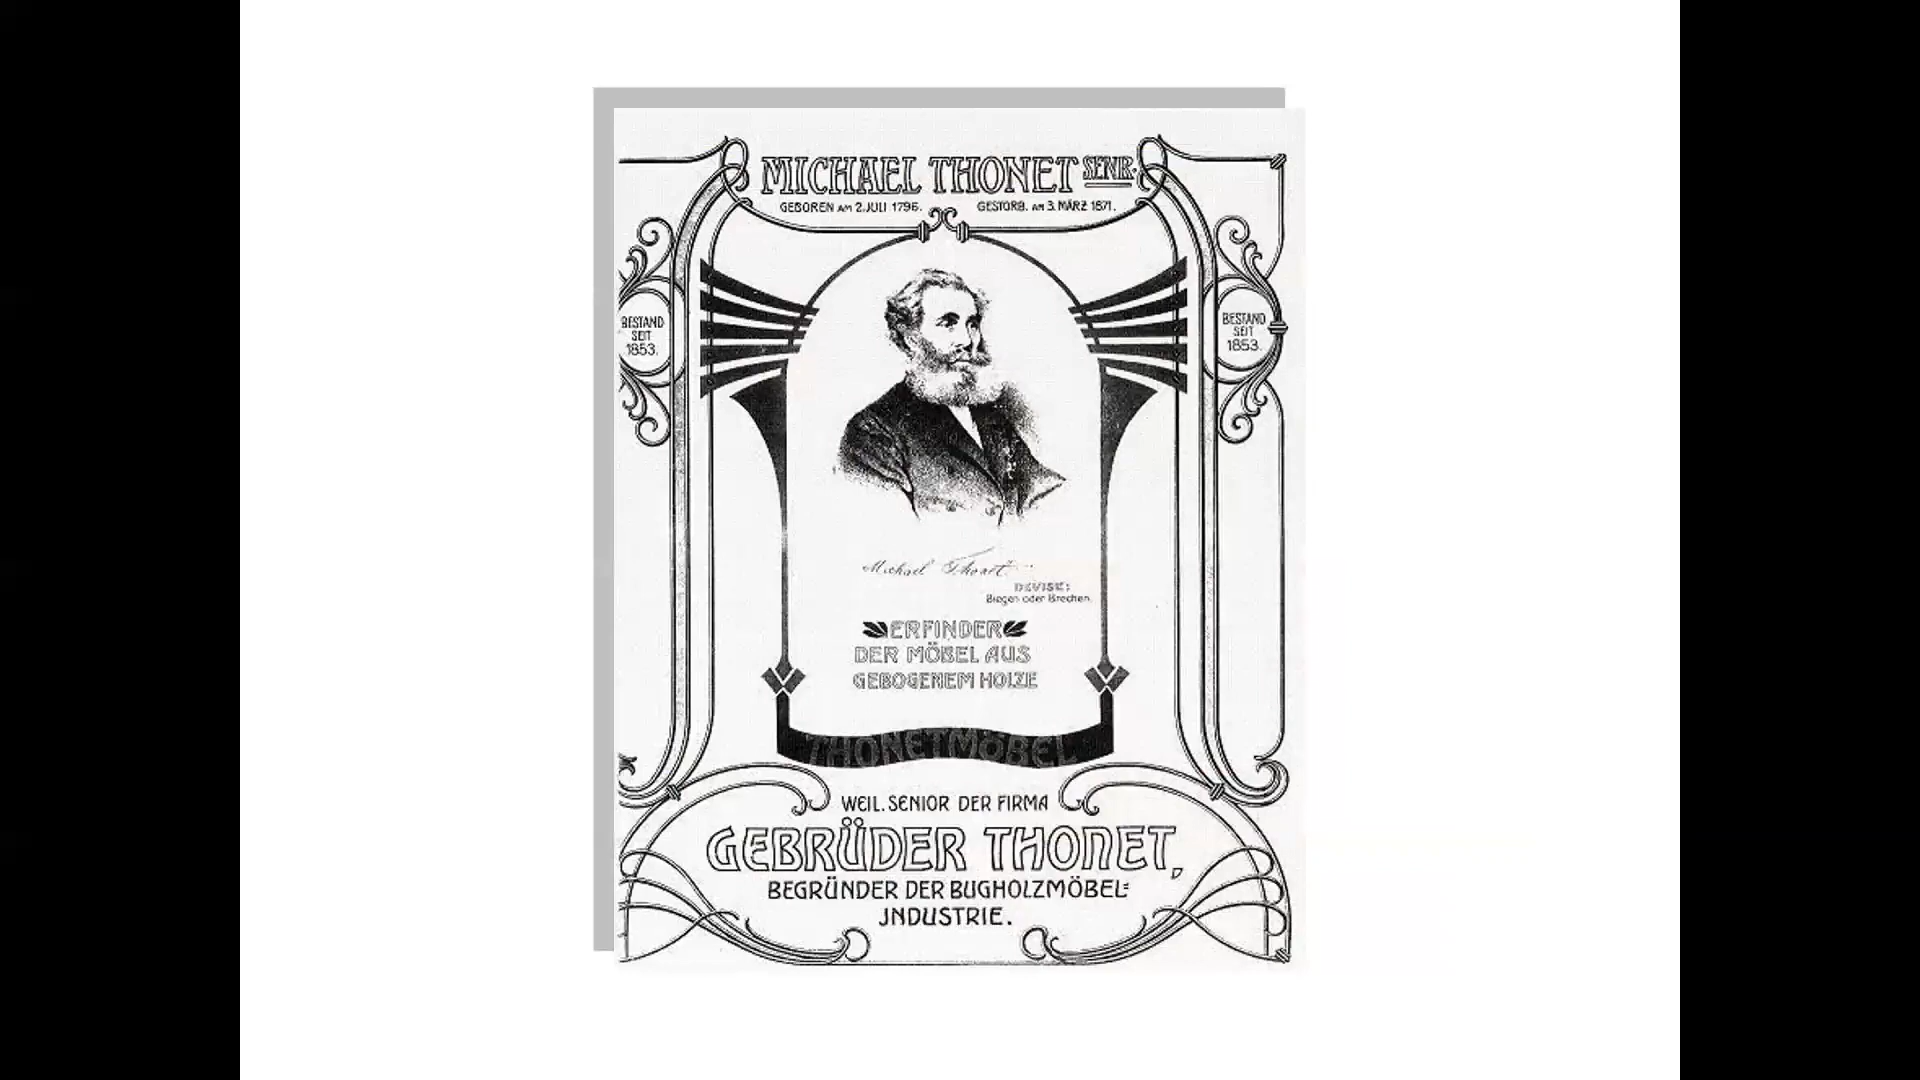 MICHAEL THONET SENR.
GEBOREN AM 2. JULI 1796. GESTORB. AM 3. MÄRZ 1871.
BESTAND
SEIT
1853.
BESTAND
SEIT
1853.
Michael Thonet
DEVISE:
Biegen oder Brechen.
ERFINDER
DER MÖBEL AUS
GEBOGENEM HOLZE
THONETMÖBEL
WEIL. SENIOR DER FIRMA
GEBRÜDER THONET,
BEGRÜNDER DER BUGHOLZMÖBEL=
JNDUSTRIE.